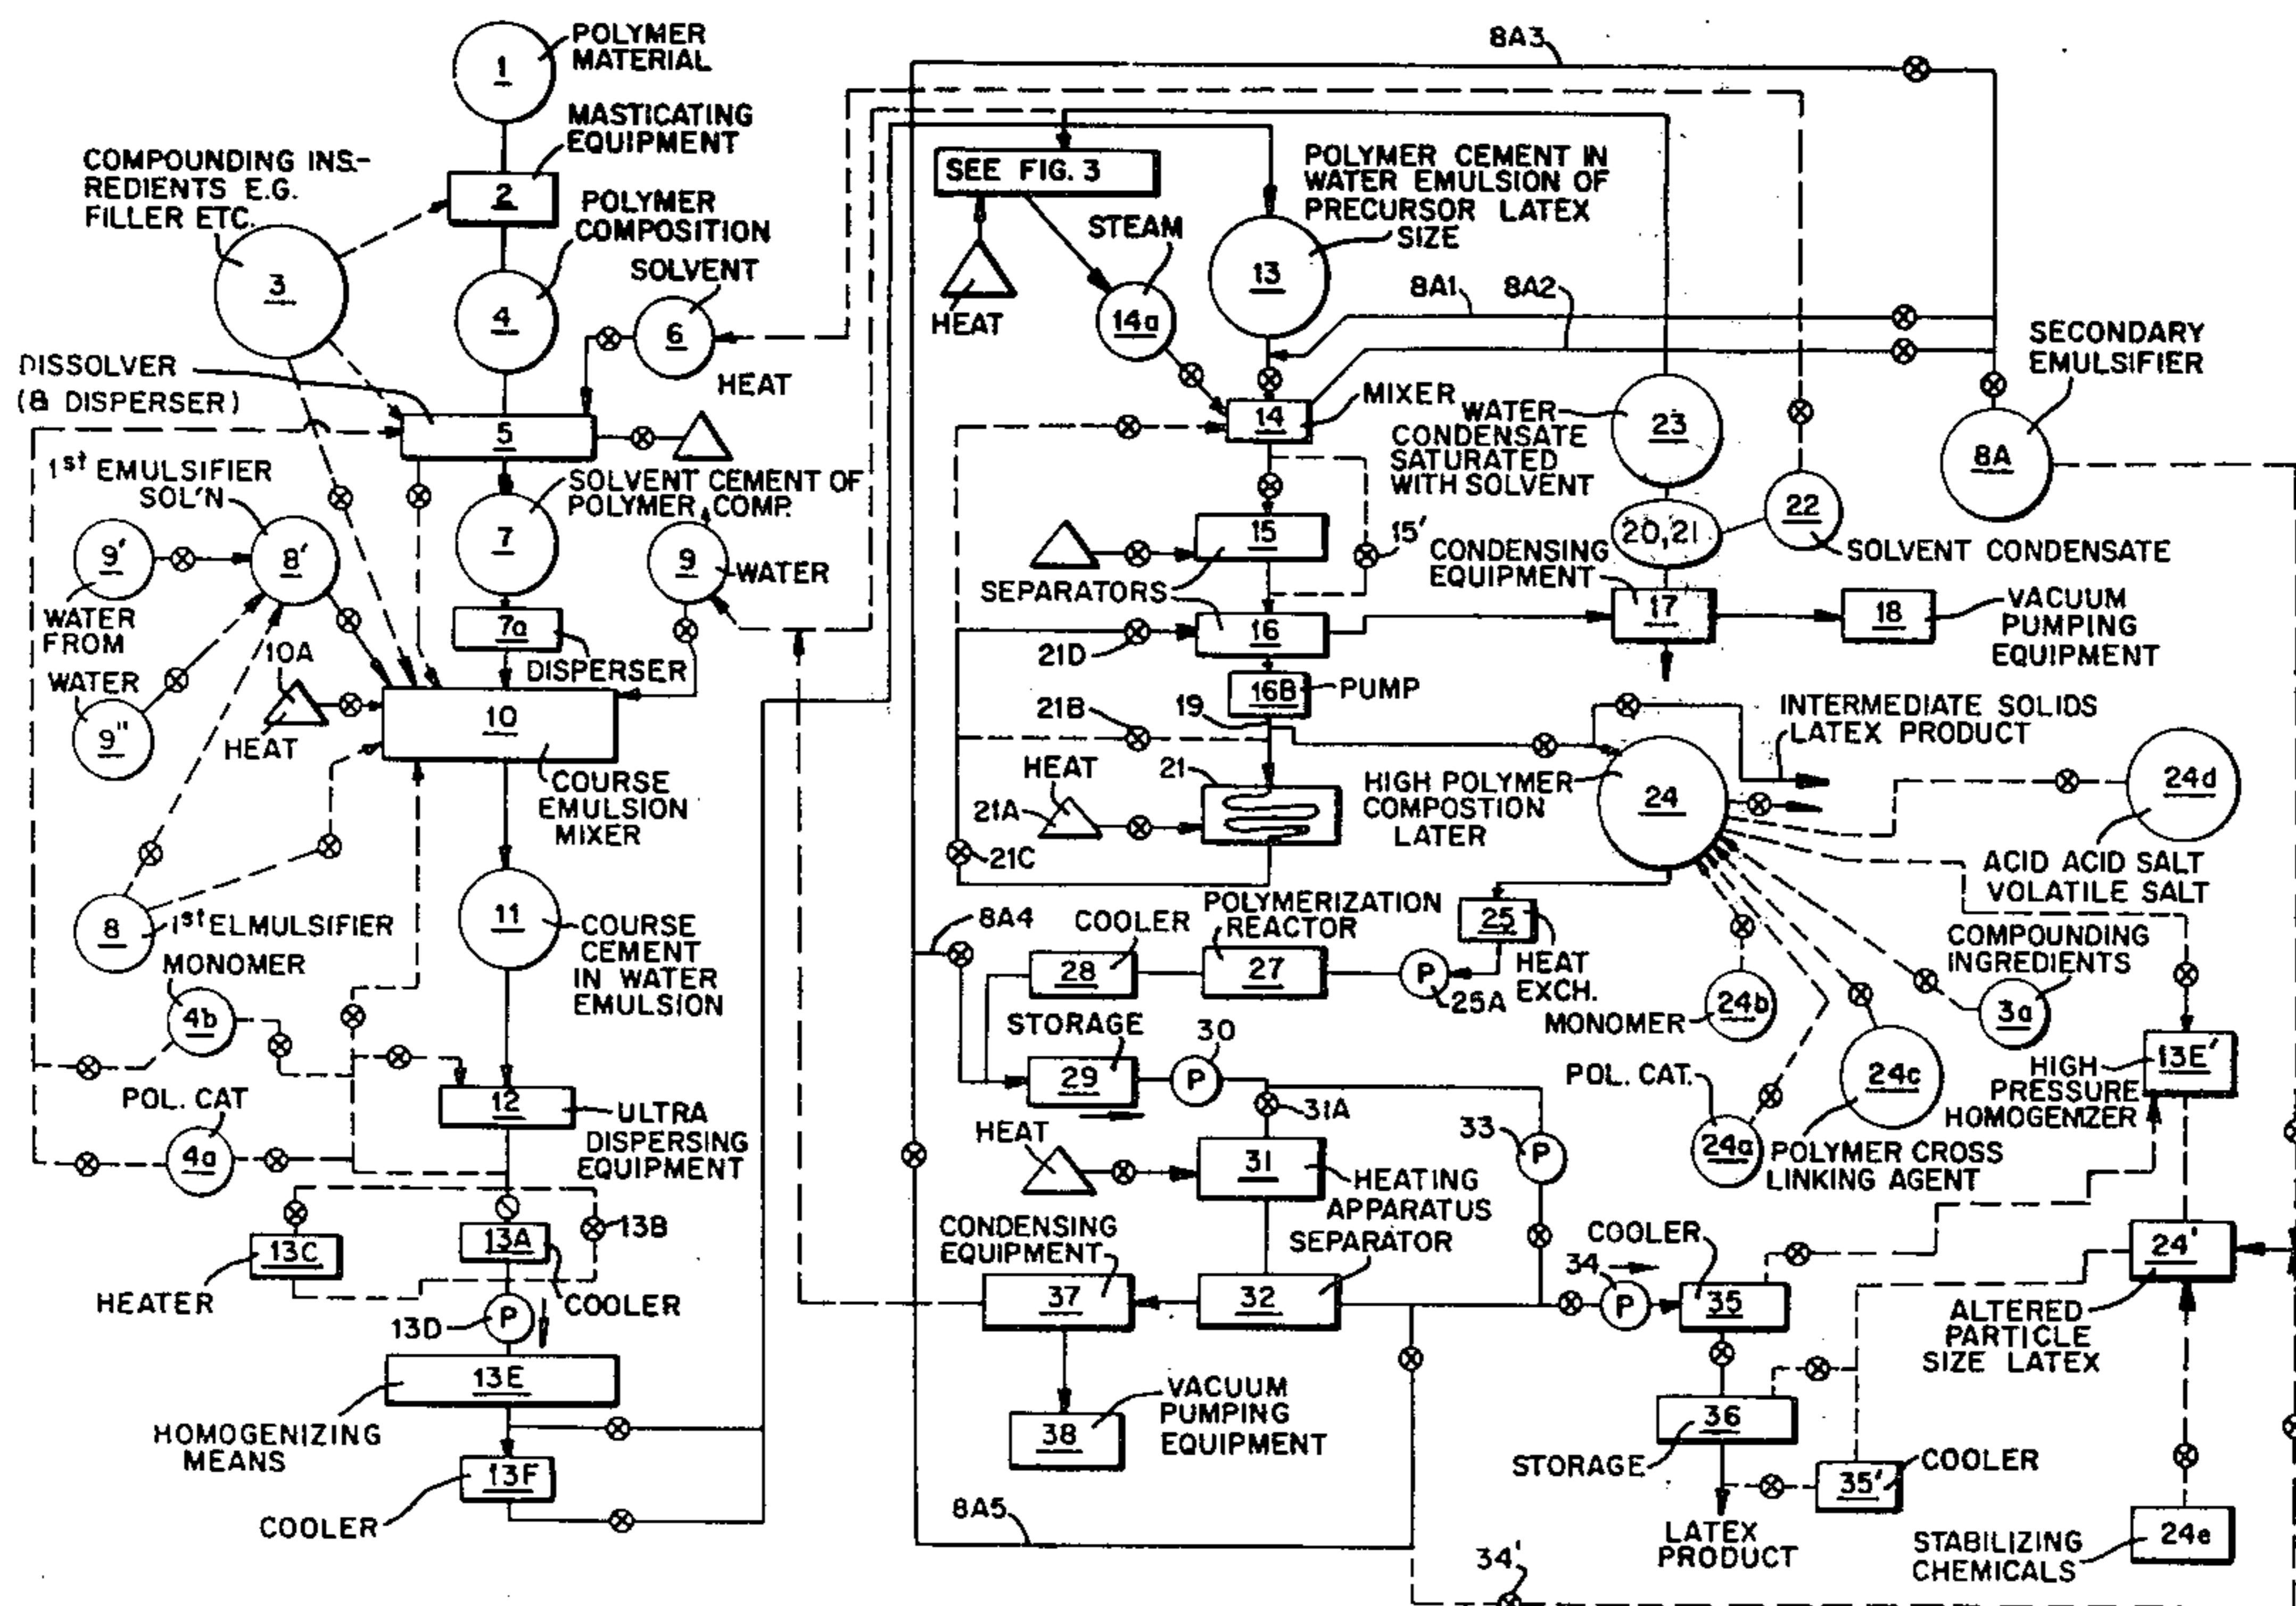 1
POLYMER
MATERIAL
MASTICATING
EQUIPMENT
2
COMPOUNDING INS-
REDIENTS E.G.
FILLER ETC.
3
POLYMER
COMPOSITION
4
SOLVENT
6
HEAT
DISSOLVER
(& DISPERSER)
5
1st EMULSIFIER
SOL'N
SOLVENT CEMENT OF
POLYMER COMP.
7
9'
8'
9
WATER
WATER
FROM
7a
DISPERSER
10A
WATER
9"
HEAT
10
COURSE
EMULSION
MIXER
8
1st ELMULSIFIER
11
COURSE
CEMENT
IN WATER
EMULSION
MONOMER
4b
POL. CAT
4a
12
ULTRA
DISPERSING
EQUIPMENT
13B
13C
13A
HEATER
COOLER
13D
P
13E
HOMOGENIZING
MEANS
13F
COOLER
8A3
SEE FIG. 3
POLYMER CEMENT IN
WATER EMULSION OF
PRECURSOR LATEX
SIZE
STEAM
13
HEAT
14a
8A1
8A2
SECONDARY
EMULSIFIER
8A
14
MIXER
WATER
CONDENSATE
SATURATED
WITH SOLVENT
23
22
SOLVENT CONDENSATE
20,21
15
15'
CONDENSING
EQUIPMENT
SEPARATORS
16
17
18
VACUUM
PUMPING
EQUIPMENT
21D
16B
PUMP
21B
19
INTERMEDIATE SOLIDS
LATEX PRODUCT
HEAT
21
21A
HIGH POLYMER
COMPOSTION
LATER
24
24d
21C
ACID ACID SALT
VOLATILE SALT
8A4
COOLER
POLYMERIZATION
REACTOR
25
28
27
P
25A
HEAT
EXCH.
COMPOUNDING
INGREDIENTS
3a
MONOMER
24b
STORAGE
30
29
P
31A
POL. CAT.
24a
24c
POLYMER CROSS
LINKING AGENT
13E'
HIGH
PRESSURE
HOMOGENIZER
HEAT
33
P
31
HEATING
APPARATUS
CONDENSING
EQUIPMENT
SEPARATOR
COOLER
34
P
37
32
35
24'
ALTERED
PARTICLE
SIZE LATEX
38
VACUUM
PUMPING
EQUIPMENT
36
STORAGE
35'
COOLER
8A5
LATEX
PRODUCT
34'
STABILIZING
CHEMICALS
24e